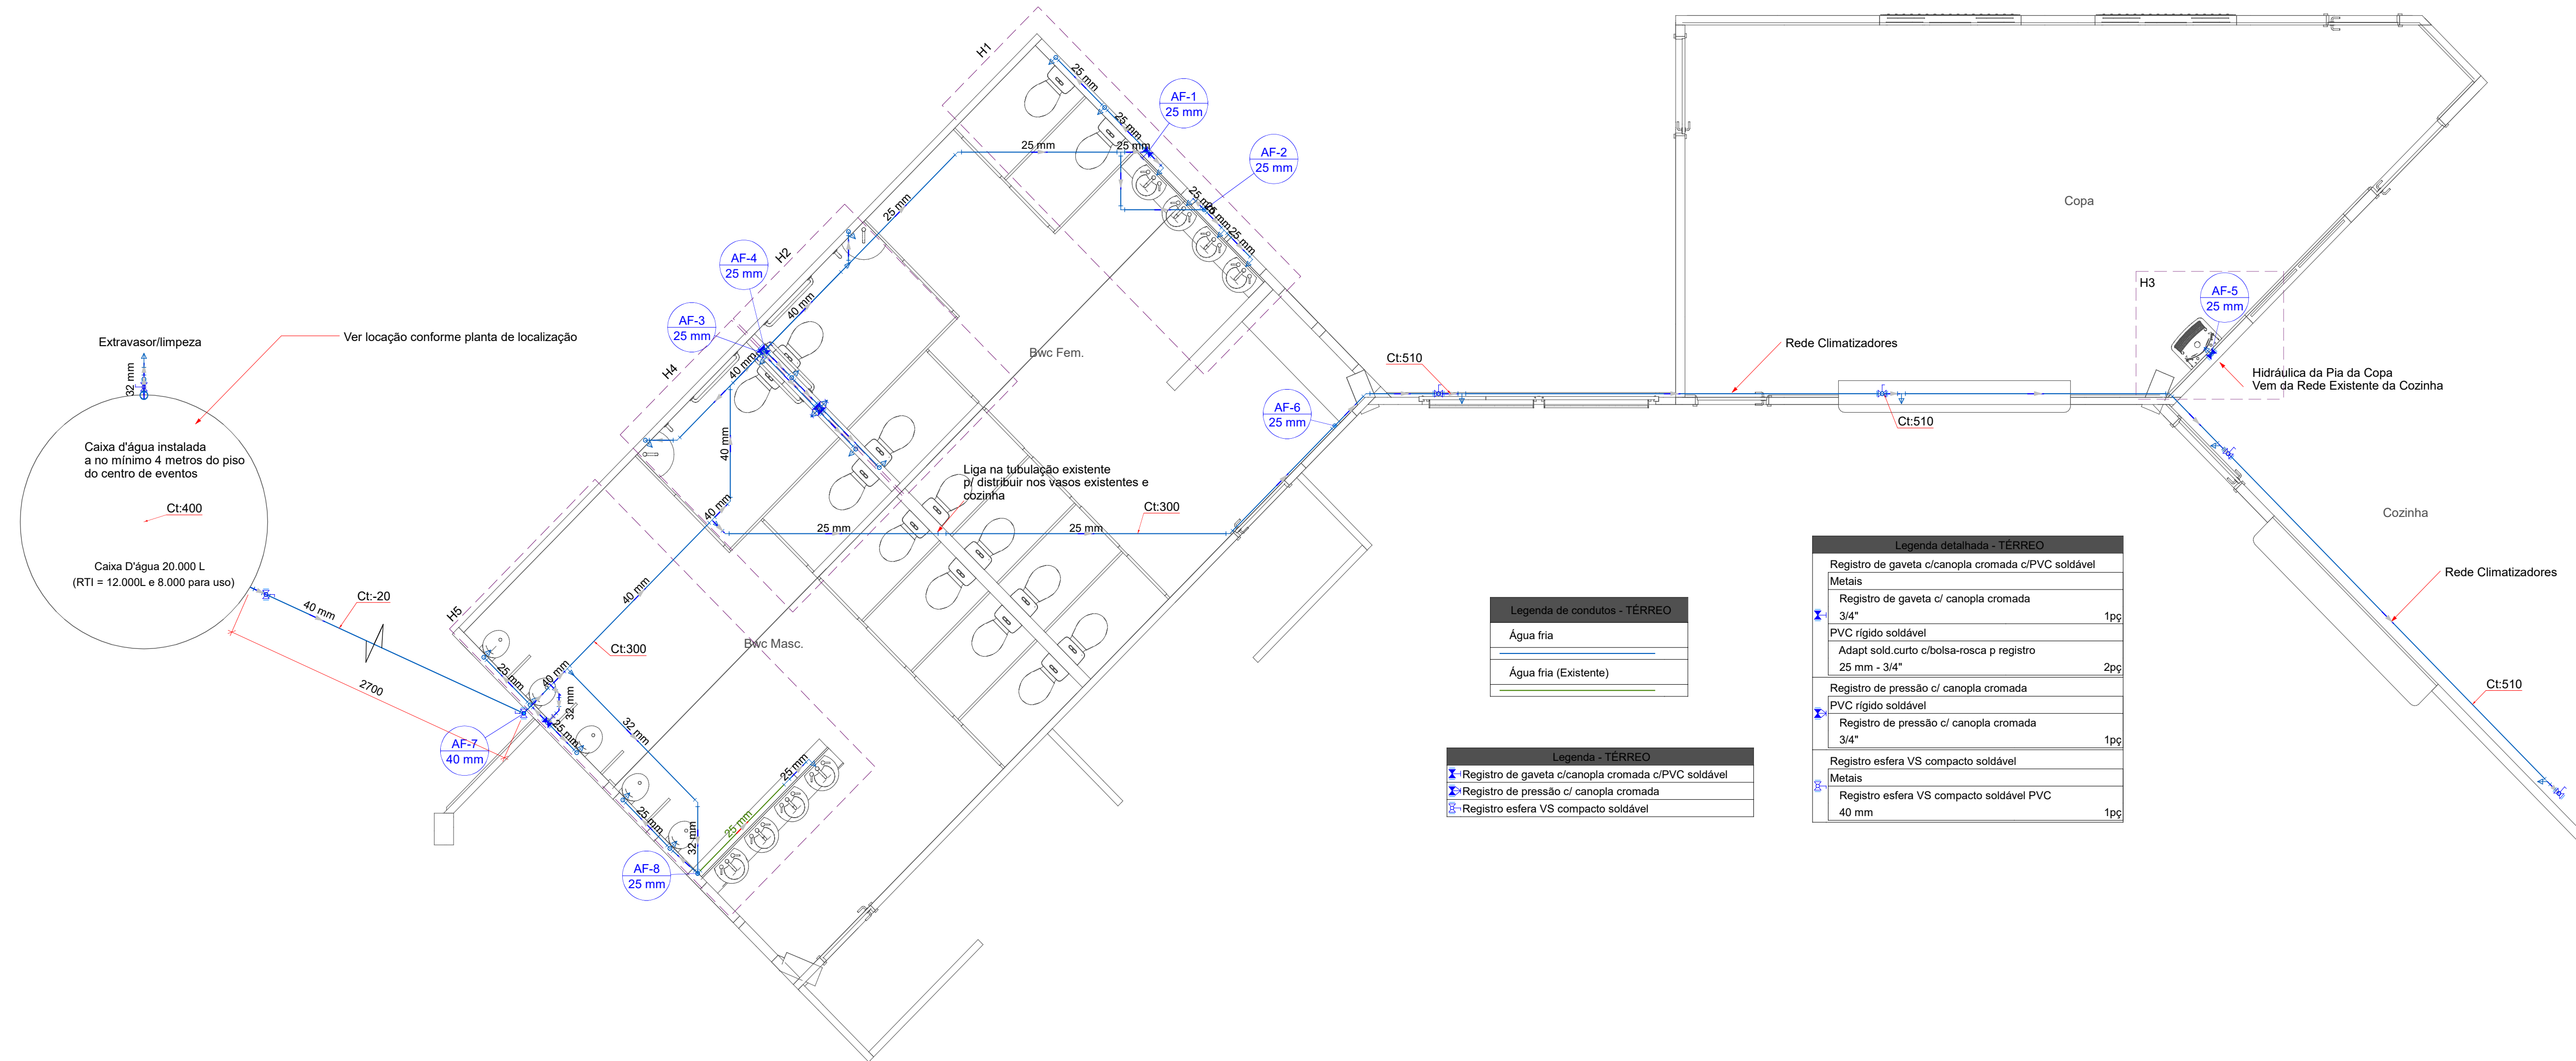 H1
25 mm
25 mm
AF-1
25 mm
AF-2
25 mm
25 mm
25 mm
25 mm
25 mm
25 mm
25 mm
H2
AF-4
25 mm
AF-3
25 mm
40 mm
40 mm
H4
40 mm
40 mm
Bwc Fem.
Copa
H3
AF-5
25 mm
Hidráulica da Pia da Copa
Vem da Rede Existente da Cozinha
Rede Climatizadores
Ct:510
Ct:510
AF-6
25 mm
Liga na tubulação existente
p/ distribuir nos vasos existentes e
cozinha
25 mm
25 mm
Ct:300
Extravasor/limpeza
32 mm
Ver locação conforme planta de localização
Caixa d'água instalada
a no mínimo 4 metros do piso
do centro de eventos
Ct:400
Caixa D'água 20.000 L
(RTI = 12.000L e 8.000 para uso)
40 mm
Ct:-20
2700
H5
40 mm
Ct:300
Bwc Masc.
25 mm
40 mm
32 mm
25 mm
AF-7
40 mm
32 mm
25 mm
25 mm
25 mm
32 mm
AF-8
25 mm
Cozinha
Rede Climatizadores
Ct:510
Legenda de condutos - TÉRREO
Água fria
Água fria (Existente)
Legenda - TÉRREO
Registro de gaveta c/canopla cromada c/PVC soldável
Registro de pressão c/ canopla cromada
Registro esfera VS compacto soldável
Legenda detalhada - TÉRREO
Registro de gaveta c/canopla cromada c/PVC soldável
Metais
Registro de gaveta c/ canopla cromada
3/4" 1pç
PVC rígido soldável
Adapt sold.curto c/bolsa-rosca p registro
25 mm - 3/4" 2pç
Registro de pressão c/ canopla cromada
PVC rígido soldável
Registro de pressão c/ canopla cromada
3/4" 1pç
Registro esfera VS compacto soldável
Metais
Registro esfera VS compacto soldável PVC
40 mm 1pç